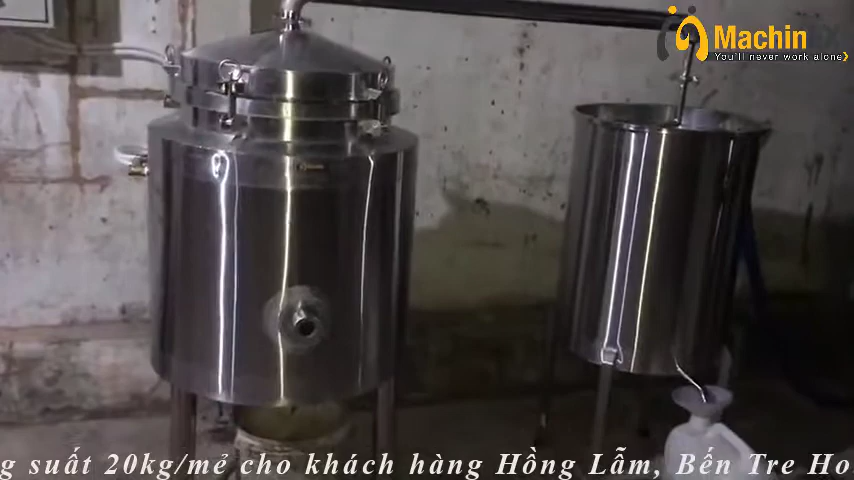 Machin
You'll never work alone
g suất 20kg/mẻ cho khách hàng Hồng Lẫm, Bến Tre Ho